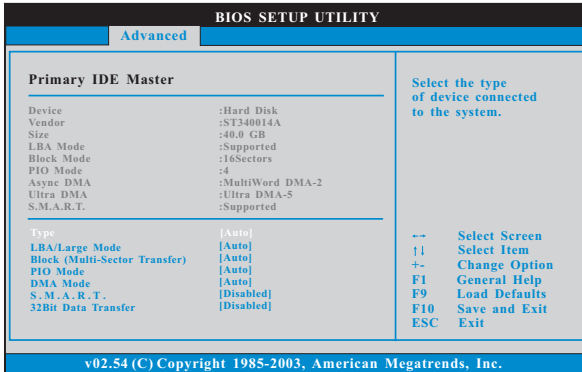 BIOS SETUP UTILITY
Advanced
Primary IDE Master
Device :Hard Disk
Vendor :ST340014A
Size :40.0 GB
LBA Mode :Supported
Block Mode :16Sectors
PIO Mode :4
Async DMA :MultiWord DMA-2
Ultra DMA :Ultra DMA-5
S.M.A.R.T. :Supported
Type [Auto]
LBA/Large Mode [Auto]
Block (Multi-Sector Transfer) [Auto]
PIO Mode [Auto]
DMA Mode [Auto]
S.M.A.R.T. [Disabled]
32Bit Data Transfer [Disabled]
Select the type
of device connected
to the system.
←→ Select Screen
↑↓ Select Item
+- Change Option
F1 General Help
F9 Load Defaults
F10 Save and Exit
ESC Exit
v02.54 (C) Copyright 1985-2003, American Megatrends, Inc.